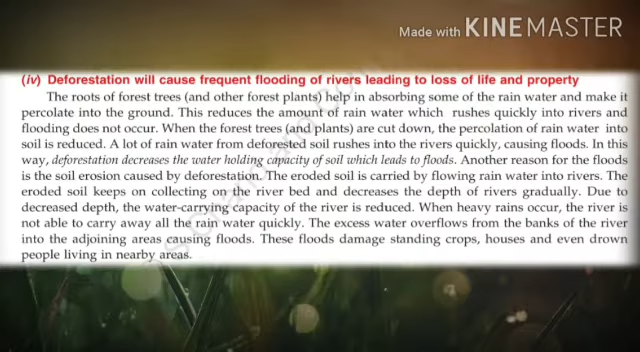 Made with KINEMASTER
(iv) Deforestation will cause frequent flooding of rivers leading to loss of life and property
The roots of forest trees (and other forest plants) help in absorbing some of the rain water and make it
percolate into the ground. This reduces the amount of rain water which rushes quickly into rivers and
flooding does not occur. When the forest trees (and plants) are cut down, the percolation of rain water into
soil is reduced. A lot of rain water from deforested soil rushes into the rivers quickly, causing floods. In this
way, deforestation decreases the water holding capacity of soil which leads to floods. Another reason for the floods
is the soil erosion caused by deforestation. The eroded soil is carried by flowing rain water into rivers. The
eroded soil keeps on collecting on the river bed and decreases the depth of rivers gradually. Due to
decreased depth, the water-carrying capacity of the river is reduced. When heavy rains occur, the river is
not able to carry away all the rain water quickly. The excess water overflows from the banks of the river
into the adjoining areas causing floods. These floods damage standing crops, houses and even drown
people living in nearby areas.